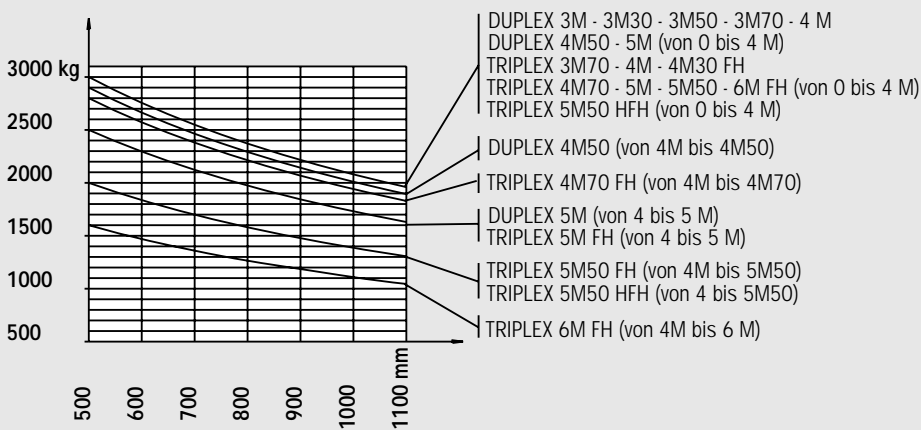 3000 kg
2500
2000
1500
1000
500
500
600
700
800
900
1000
1100 mm
DUPLEX 3M - 3M30 - 3M50 - 3M70 - 4 M
DUPLEX 4M50 - 5M (von 0 bis 4 M)
TRIPLEX 3M70 - 4M - 4M30 FH
TRIPLEX 4M70 - 5M - 5M50 - 6M FH (von 0 bis 4 M)
TRIPLEX 5M50 HFH (von 0 bis 4 M)
DUPLEX 4M50 (von 4M bis 4M50)
TRIPLEX 4M70 FH (von 4M bis 4M70)
DUPLEX 5M (von 4 bis 5 M)
TRIPLEX 5M FH (von 4 bis 5 M)
TRIPLEX 5M50 FH (von 4M bis 5M50)
TRIPLEX 5M50 HFH (von 4 bis 5M50)
TRIPLEX 6M FH (von 4M bis 6 M)